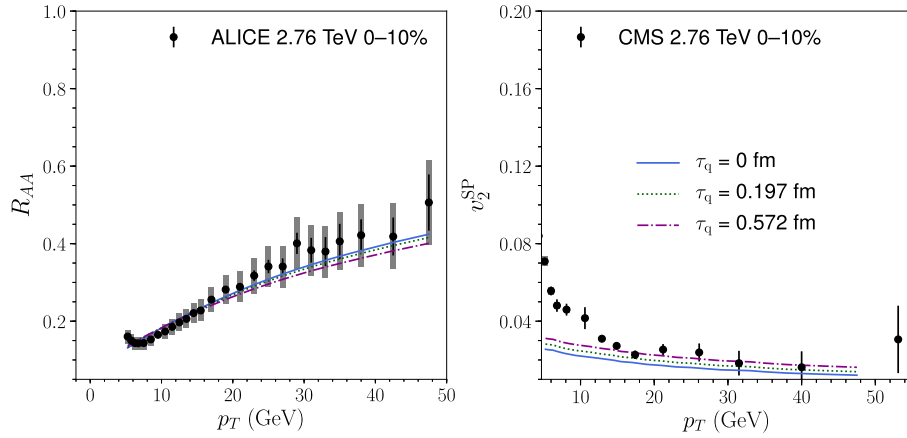 1.0
0.8
0.6
0.4
0.2
R_{AA}
0
10
20
30
40
50
p_T (GeV)
ALICE 2.76 TeV 0–10%
0.20
0.16
0.12
0.08
0.04
v_2^{SP}
10
20
30
40
50
p_T (GeV)
CMS 2.76 TeV 0–10%
τ_q = 0 fm
τ_q = 0.197 fm
τ_q = 0.572 fm